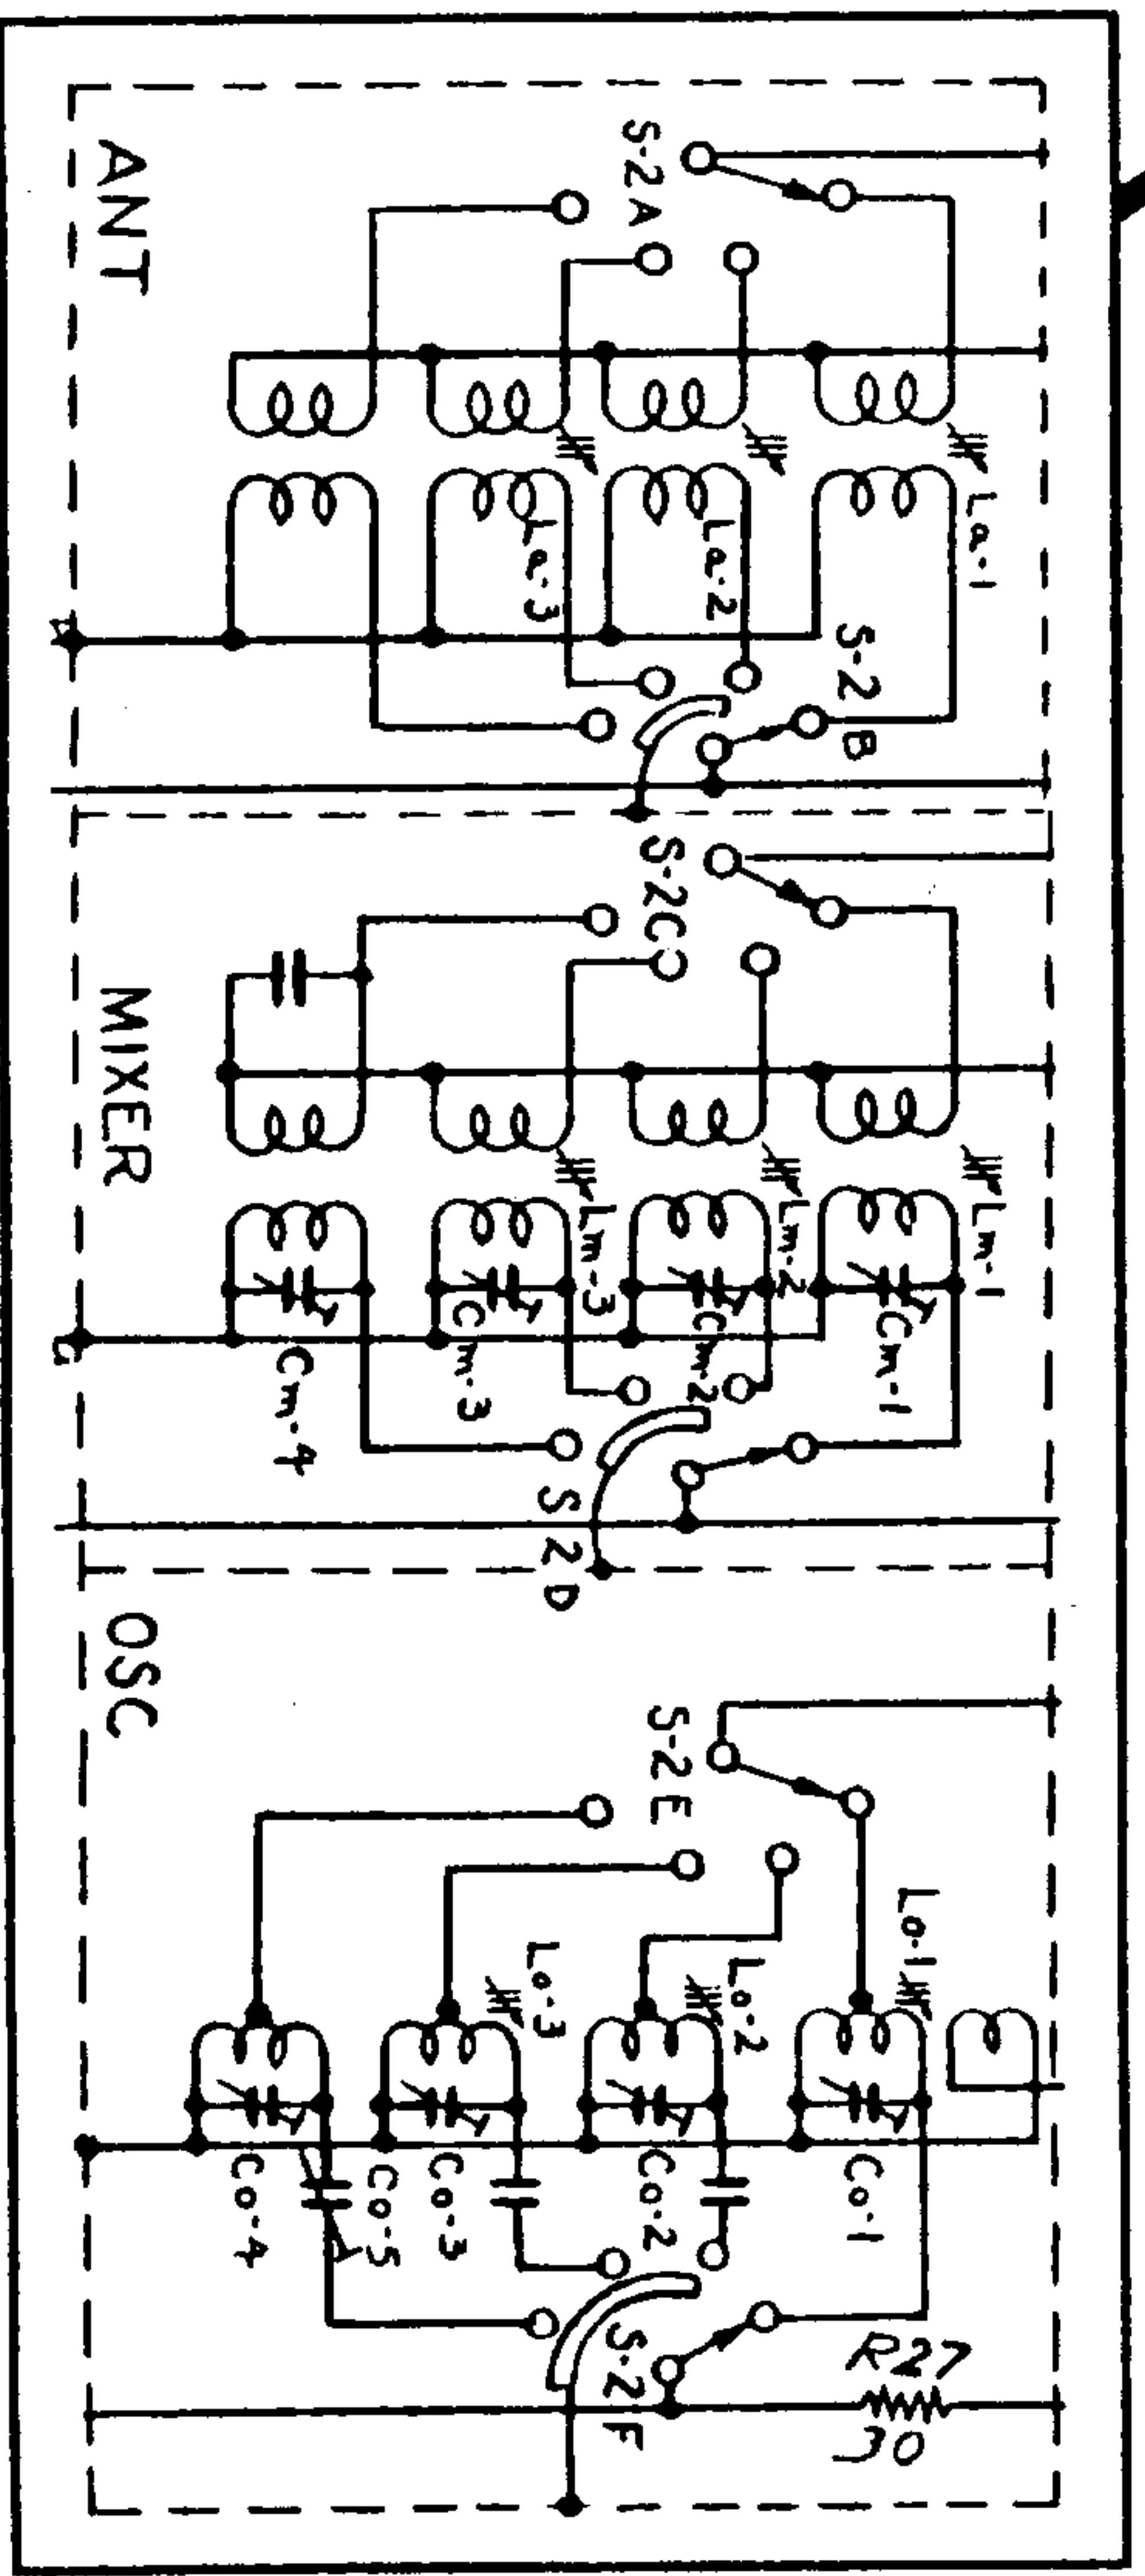 ANT
S-2A
La-1
La-2
La-3
S-2 B
MIXER
S-2C
Lm-1
Lm-2
Lm-3
Cm-1
Cm-2
Cm-3
Cm-4
S 2 D
OSC
S-2 E
Lo-1
Lo-2
Lo-3
Co-1
Co-2
Co-3
Co-5
Co-4
S-2 F
R27
30